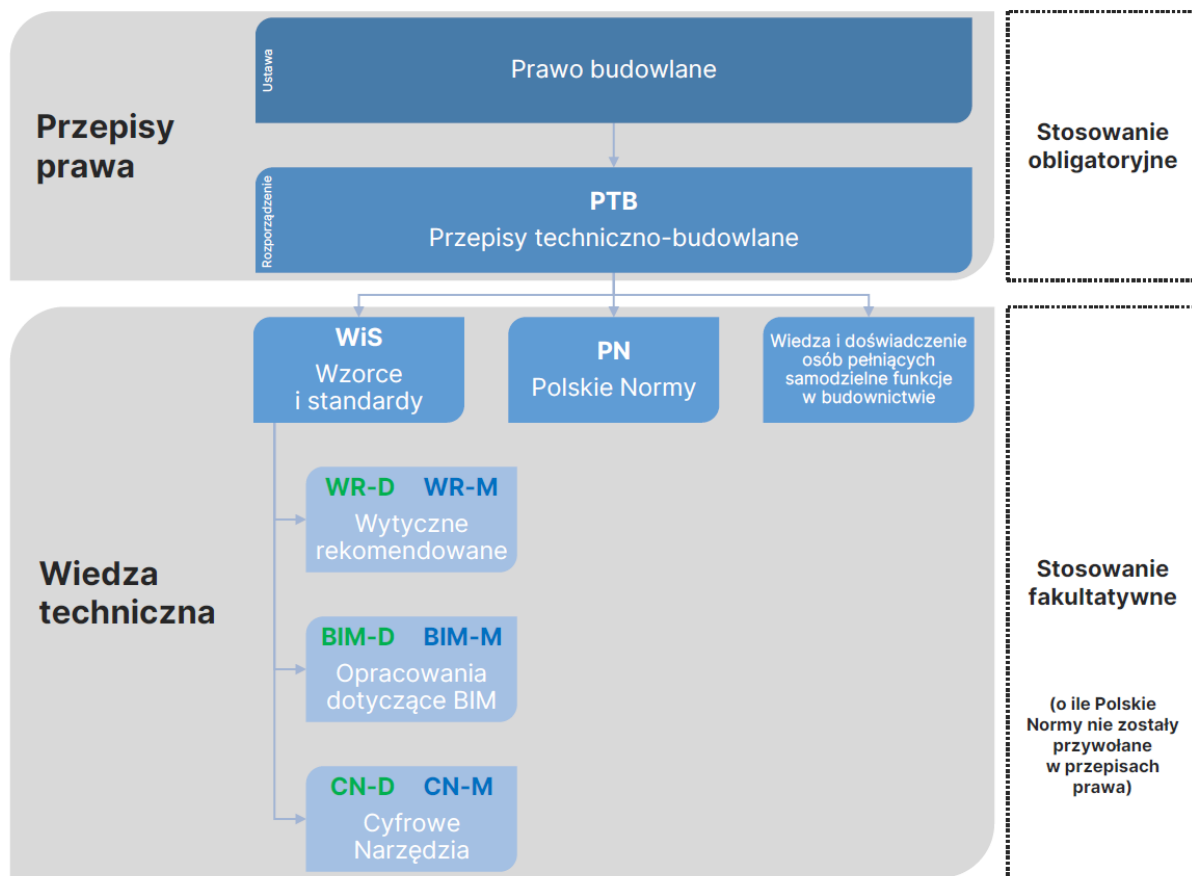 Przepisy
prawa
Ustawa
Prawo budowlane
Rozporządzenie
PTB
Przepisy techniczno-budowlane
Stosowanie
obligatoryjne
Wiedza
techniczna
WiS
Wzorce
i standardy
PN
Polskie Normy
Wiedza i doświadczenie
osób pełniących
samodzielne funkcje
w budownictwie
WR-D WR-M
Wytyczne
rekomendowane
BIM-D BIM-M
Opracowania
dotyczące BIM
CN-D CN-M
Cyfrowe
Narzędzia
Stosowanie
fakultatywne
(o ile Polskie
Normy nie zostały
przywołane
w przepisach
prawa)